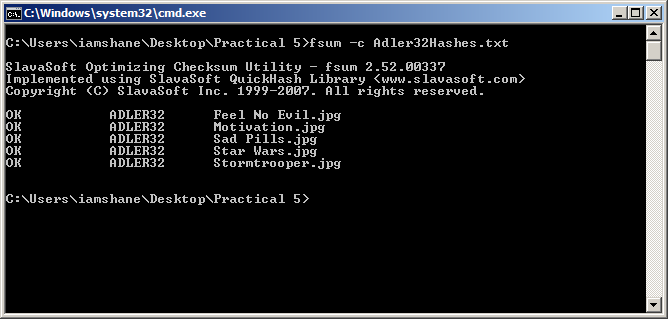 C:\Windows\system32\cmd.exe
C:\Users\iamshane\Desktop\Practical 5>fsum -c Adler32Hashes.txt
SlavaSoft Optimizing Checksum Utility - fsum 2.52.00337
Implemented using SlavaSoft QuickHash Library <www.slavasoft.com>
Copyright (C) SlavaSoft Inc. 1999-2007. All rights reserved.
OK ADLER32 Feel No Evil.jpg
OK ADLER32 Motivation.jpg
OK ADLER32 Sad Pills.jpg
OK ADLER32 Star Wars.jpg
OK ADLER32 Stormtrooper.jpg
C:\Users\iamshane\Desktop\Practical 5>